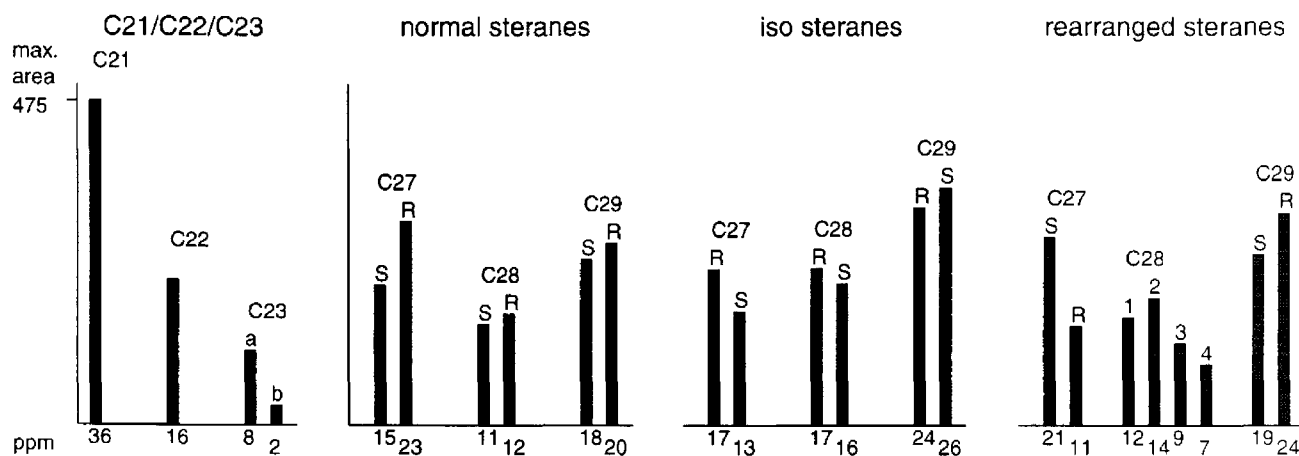 C21/C22/C23 normal steranes iso steranes rearranged steranes
max.
area
475
C21
C22
C23
a
b
C27
S
R
C28
S
R
C29
S
R
C27
R
S
C28
R
S
C29
R
S
C27
S
R
C28
1
2
3
4
C29
S
R
ppm 36 16 8 2 15 23 11 12 18 20 17 13 17 16 24 26 21 11 12 14 9 7 19 24